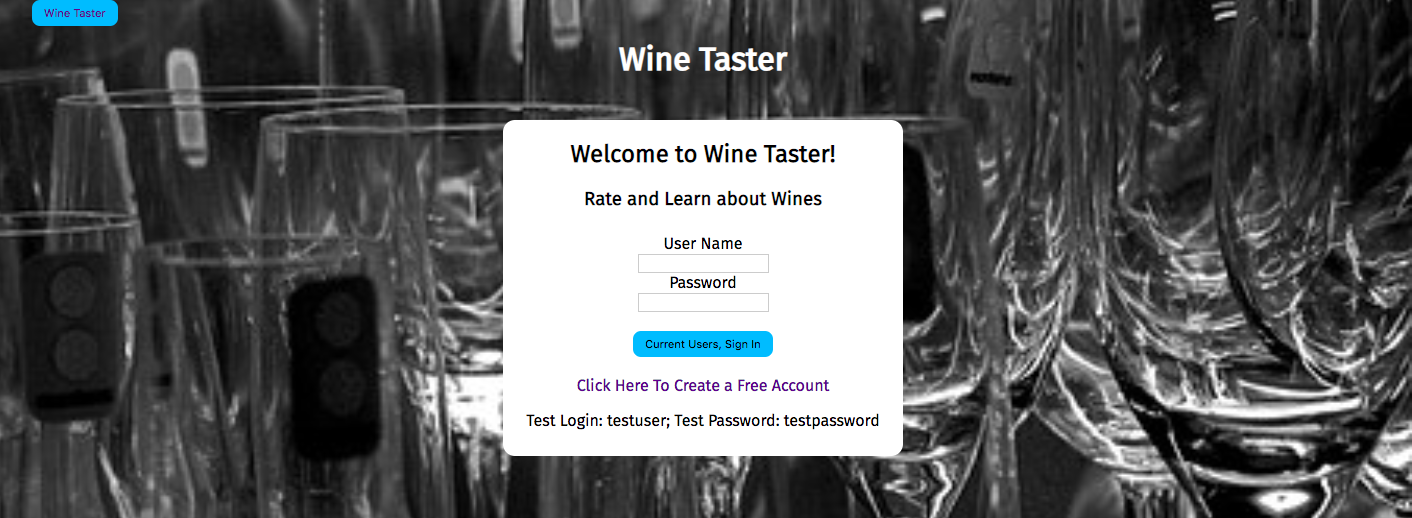 Wine Taster
Wine Taster
Welcome to Wine Taster!
Rate and Learn about Wines
User Name
Password
Current Users, Sign In
Click Here To Create a Free Account
Test Login: testuser; Test Password: testpassword